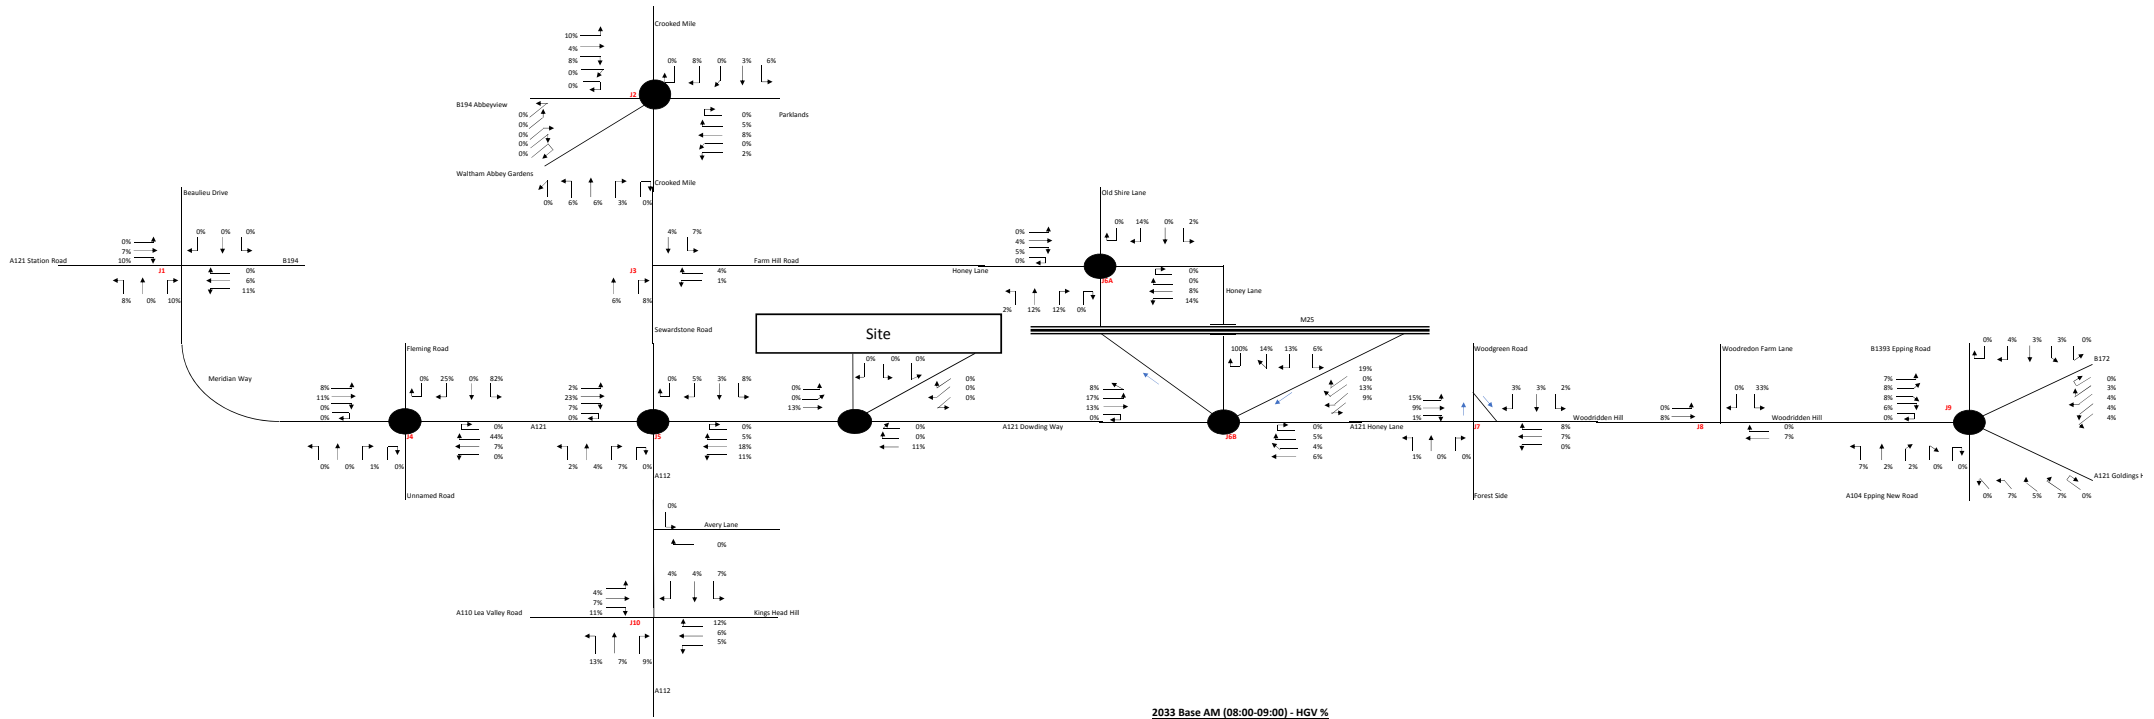 Crooked Mile
10%
4%
8%
0%
0%
0% 8% 0% 3% 6%
J2
B194 Abbeyview
Parklands
0%
0%
0%
0%
0%
0%
5%
8%
0%
2%
Waltham Abbey Gardens
Crooked Mile
0% 6% 6% 3% 0%
Beaulieu Drive
0%
7%
10%
0% 0% 0%
A121 Station Road
J1
B194
0%
6%
11%
8% 0% 10%
4% 7%
J3
Farm Hill Road
4%
1%
6% 8%
Sewardstone Road
Old Shire Lane
0%
4%
5%
0%
0% 14% 0% 2%
Honey Lane
J6A
0%
0%
8%
14%
2% 12% 12% 0%
Honey Lane
M25
Site
Meridian Way
Fleming Road
8%
11%
0%
0%
0% 25% 0% 82%
J4
0%
44%
7%
0%
0% 0% 1% 0%
Unnamed Road
A121
2%
23%
7%
0%
0% 5% 3% 8%
J5
0%
5%
18%
11%
2% 4% 7% 0%
A112
0% 0% 0%
0%
0%
13%
0%
0%
0%
0%
0%
11%
A121 Dowding Way
8%
17%
13%
0%
100% 14% 13% 6%
19%
0%
13%
9%
J6B
0%
5%
4%
6%
A121 Honey Lane
Woodgreen Road
15%
9%
1%
3% 3% 2%
J7
8%
7%
0%
1% 0% 0%
Forest Side
Woodridden Hill
Woodredon Farm Lane
0%
8%
0% 33%
J8
Woodridden Hill
0%
7%
B1393 Epping Road
7%
8%
8%
6%
0%
0% 4% 3% 3% 0%
B172
J9
0%
3%
4%
4%
4%
7% 2% 2% 0% 0%
A104 Epping New Road
0% 7% 5% 7% 0%
A121 Goldings H
0%
Avery Lane
0%
4%
7%
11%
4% 4% 7%
A110 Lea Valley Road
J10
Kings Head Hill
12%
6%
5%
13% 7% 9%
A112
2033 Base AM (08:00-09:00) - HGV %